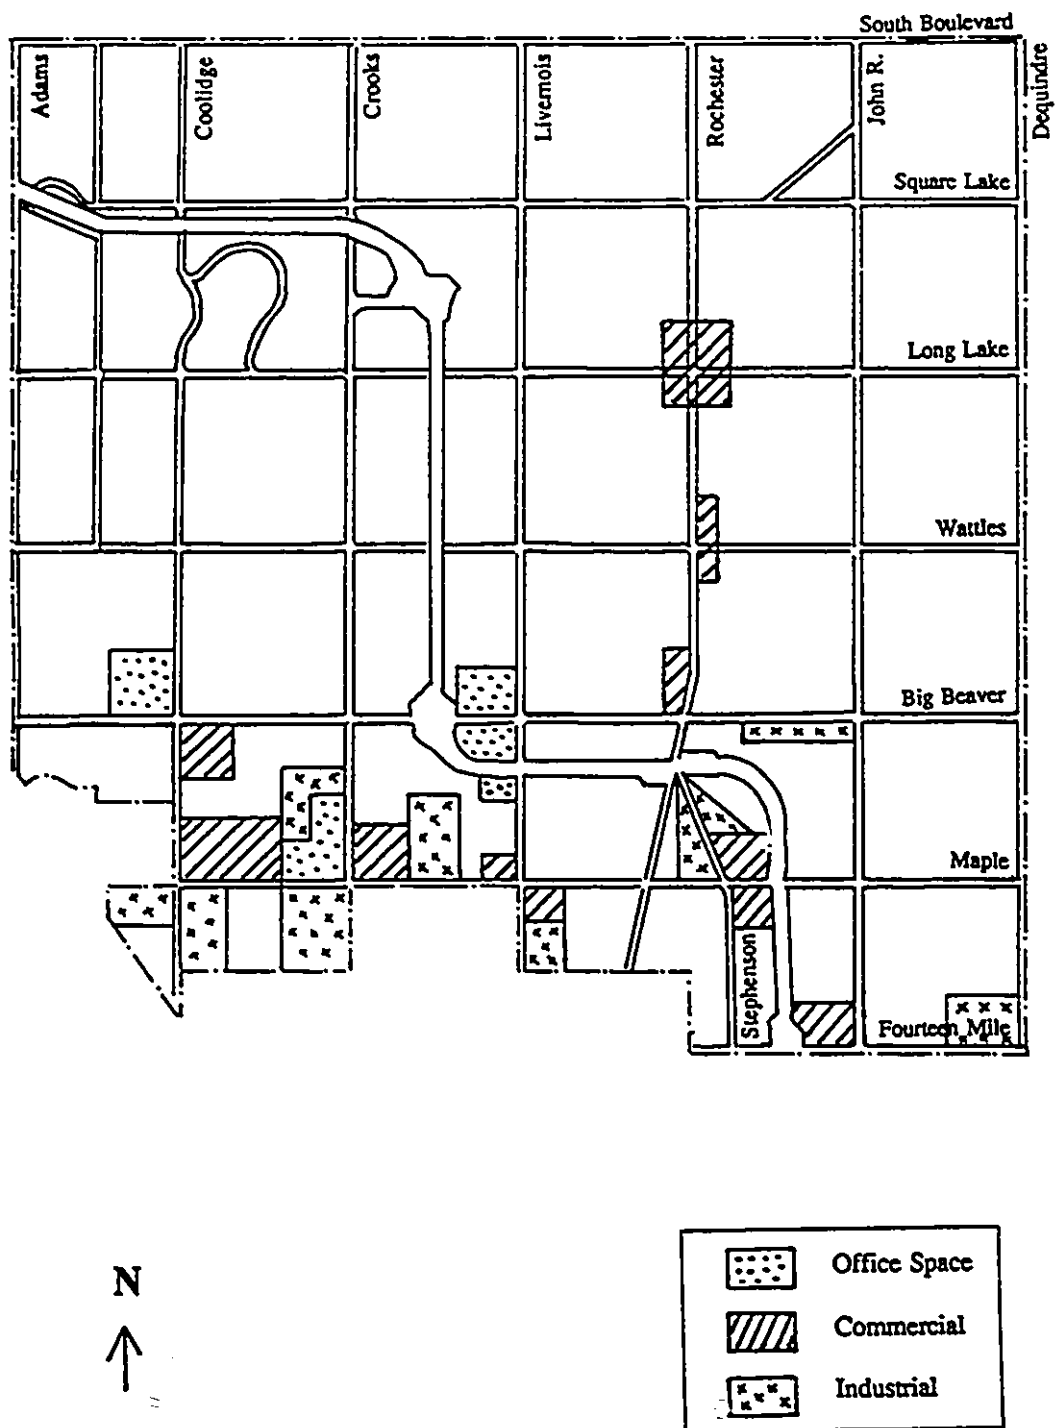 South Boulevard
Adams
Coolidge
Crooks
Livernois
Rochester
John R.
Dequindre
Square Lake
Long Lake
Wattles
Big Beaver
Maple
Stephenson
Fourteen Mile
N
Office Space
Commercial
Industrial